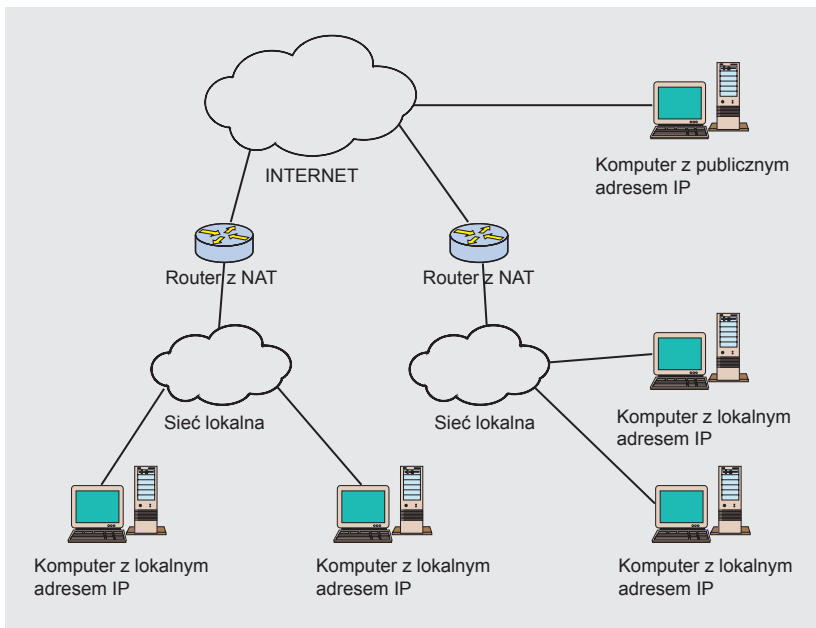 Komputer z publicznym
adresem IP
INTERNET
Router z NAT
Router z NAT
Sieć lokalna
Sieć lokalna
Komputer z lokalnym
adresem IP
Komputer z lokalnym
adresem IP
Komputer z lokalnym
adresem IP
Komputer z lokalnym
adresem IP